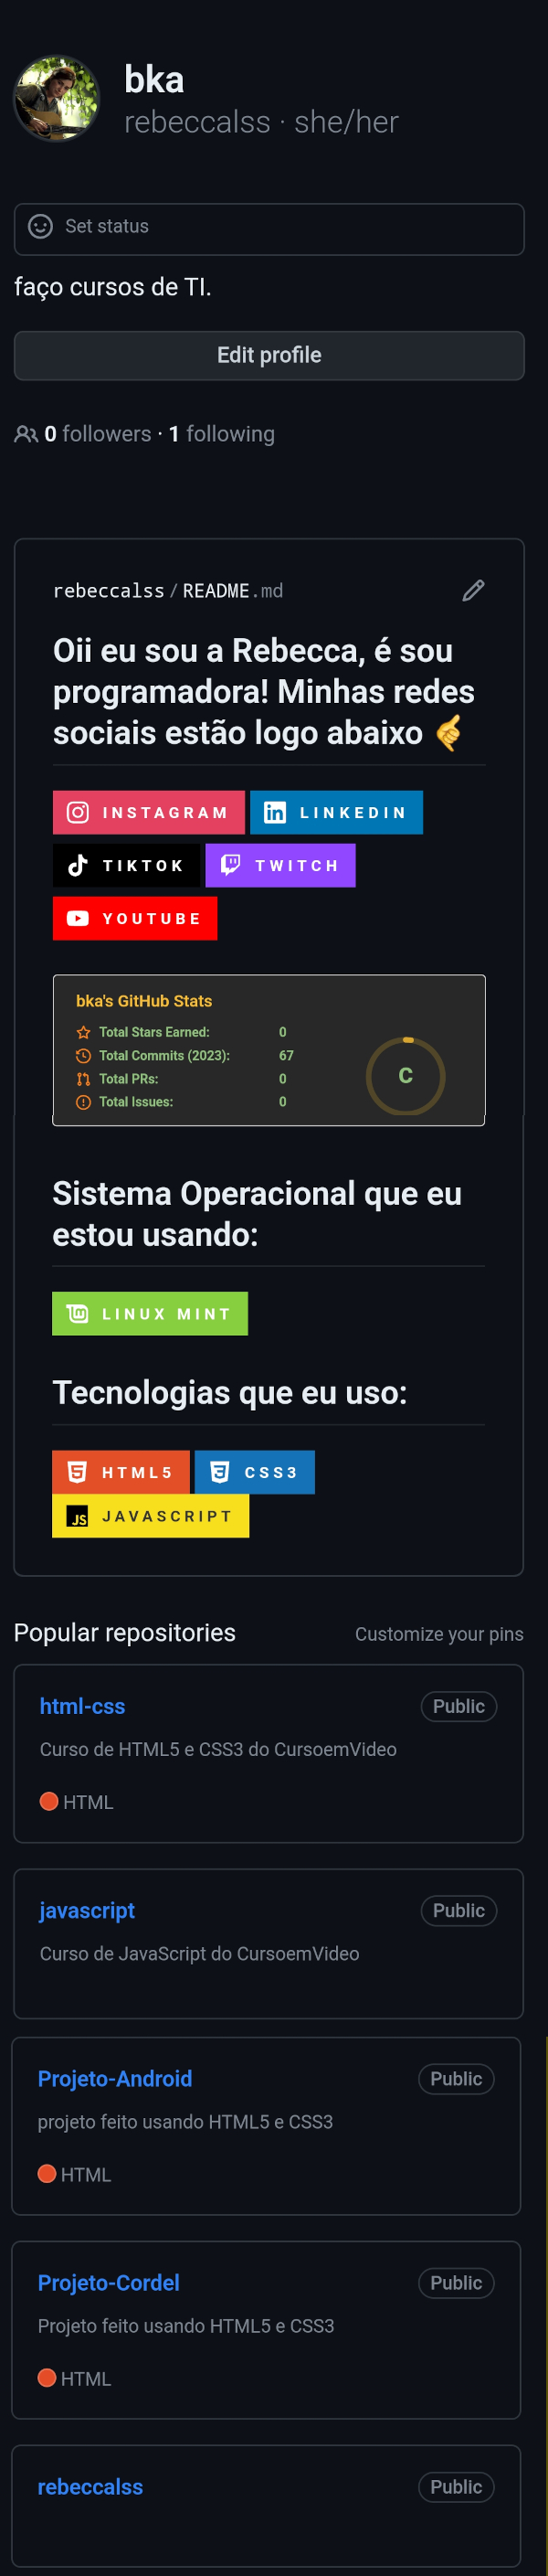 bka
rebeccalss · she/her
Set status
faço cursos de TI.
Edit profile
0 followers · 1 following
rebeccalss / README.md
Oii eu sou a Rebecca, é sou
programadora! Minhas redes
sociais estão logo abaixo 🤙
INSTAGRAM LINKEDIN
TIKTOK TWITCH
YOUTUBE
bka's GitHub Stats
Total Stars Earned: 0
Total Commits (2023): 67
Total PRs: 0
Total Issues: 0
C
Sistema Operacional que eu
estou usando:
LINUX MINT
Tecnologias que eu uso:
HTML5 CSS3
JS JAVASCRIPT
Popular repositories Customize your pins
html-css Public
Curso de HTML5 e CSS3 do CursoemVideo
HTML
javascript Public
Curso de JavaScript do CursoemVideo
Projeto-Android Public
projeto feito usando HTML5 e CSS3
HTML
Projeto-Cordel Public
Projeto feito usando HTML5 e CSS3
HTML
rebeccalss Public